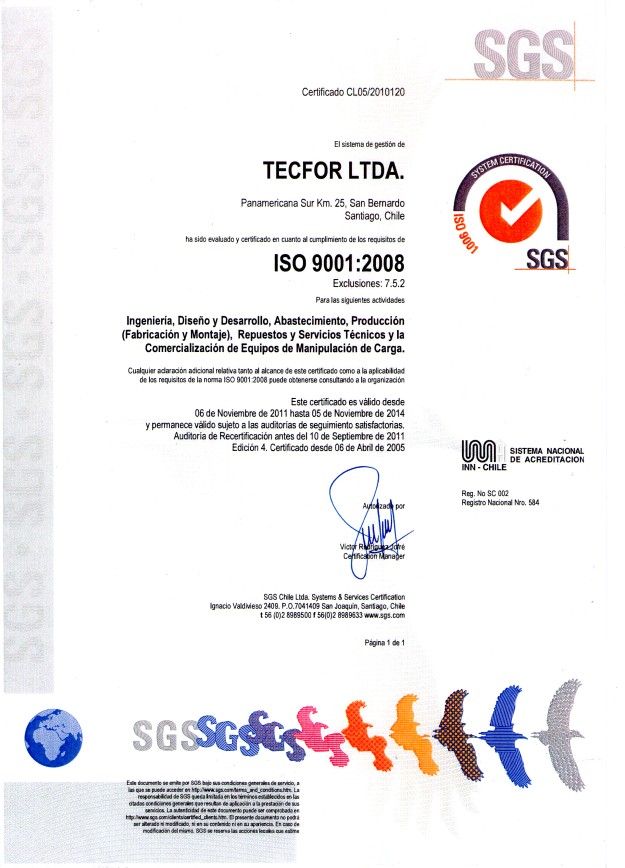 SGS
Certificado CL05/2010120
El sistema de gestión de
TECFOR LTDA.
Panamericana Sur Km. 25, San Bernardo
Santiago, Chile
ha sido evaluado y certificado en cuanto al cumplimiento de los requisitos de
ISO 9001:2008
Exclusiones: 7.5.2
Para las siguientes actividades
Ingeniería, Diseño y Desarrollo, Abastecimiento, Producción
(Fabricación y Montaje), Repuestos y Servicios Técnicos y la
Comercialización de Equipos de Manipulación de Carga.
Cualquier aclaración adicional relativa tanto al alcance de este certificado como a la aplicabilidad
de los requisitos de la norma ISO 9001:2008 puede obtenerse consultando a la organización
Este certificado es válido desde
06 de Noviembre de 2011 hasta 05 de Noviembre de 2014
y permanece válido sujeto a las auditorías de seguimiento satisfactorias.
Auditoría de Recertificación antes del 10 de Septiembre de 2011
Edición 4. Certificado desde 06 de Abril de 2005
Autorizado por
Víctor Rodríguez Jofré
Certification Manager
SGS Chile Ltda. Systems & Services Certification
Ignacio Valdivieso 2409. P.O.7041409 San Joaquin, Santiago, Chile
t 56 (0)2 8989500 f 56(0)2 8989633 www.sgs.com
Página 1 de 1
SYSTEM CERTIFICATION
ISO 9001
SGS
INN - CHILE
SISTEMA NACIONAL
DE ACREDITACION
Reg. No SC 002
Registro Nacional Nro. 584
SGS SGS SGS
Este documento se emite por SGS bajo sus condiciones generales de servicio, a
las que se puede acceder en http://www.sgs.com/terms_and_conditions.htm. La
responsabilidad de SGS queda limitada en los términos establecidos en las
citadas condiciones generales que resultan de aplicación a la prestación de sus
servicios. La autenticidad de este documento puede ser comprobada en
http://www.sgs.com/clients/certified_clients.htm. El presente documento no podrá
ser alterado ni modificado, ni en su contenido ni en su apariencia. En caso de
modificación del mismo, SGS se reserva las acciones legales que estime
SGS SGS SGS SGS